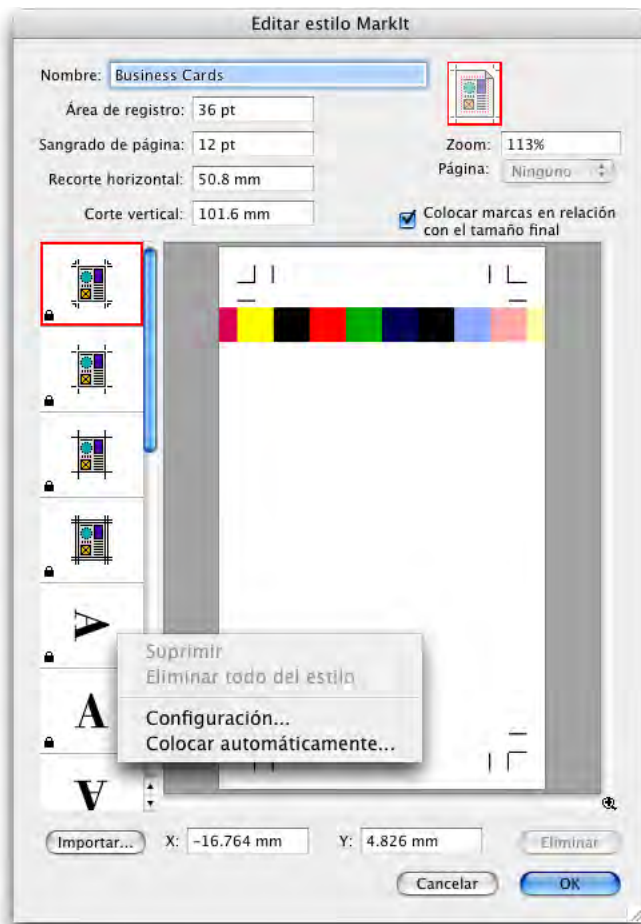 Editar estilo MarkIt
Nombre: Business Cards
Área de registro: 36 pt
Sangrado de página: 12 pt
Zoom: 113%
Recorte horizontal: 50.8 mm
Página: Ninguno
Corte vertical: 101.6 mm
Colocar marcas en relación
con el tamaño final
A
Suprimir
Eliminar todo del estilo
Configuración...
Colocar automáticamente...
A
A
Importar... X: -16.764 mm Y: 4.826 mm Eliminar
Cancelar OK